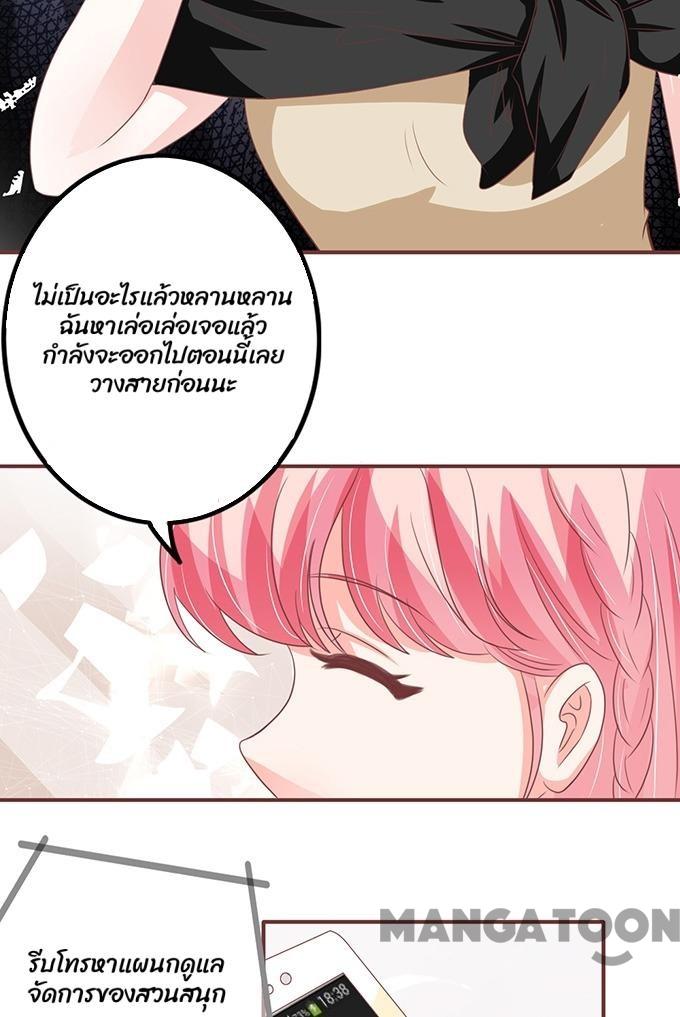 ไม่เป็นอะไรแล้วหลานหลาน
ฉันหาเล่อเล่อเจอแล้ว
กำลังจะออกไปตอนนี้เลย
วางสายก่อนนะ
MANGATOON
รีบโทรหาแผนกดูแล
จัดการของสวนสนุก
18:38